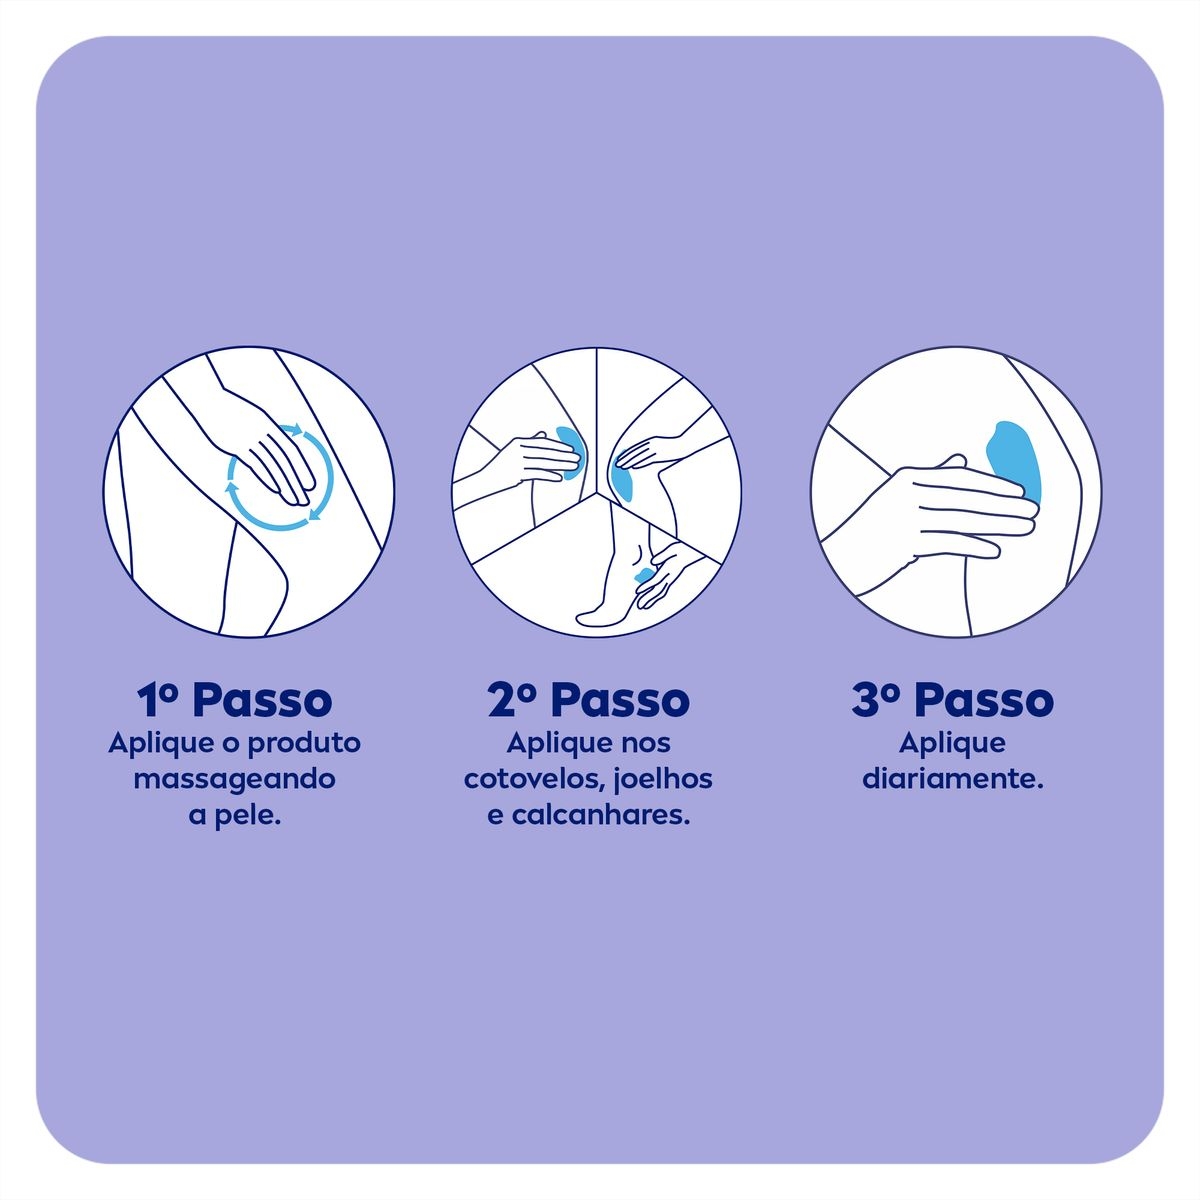 1º Passo
Aplique o produto
massageando
a pele.
2º Passo
Aplique nos
cotovelos, joelhos
e calcanhares.
3º Passo
Aplique
diariamente.